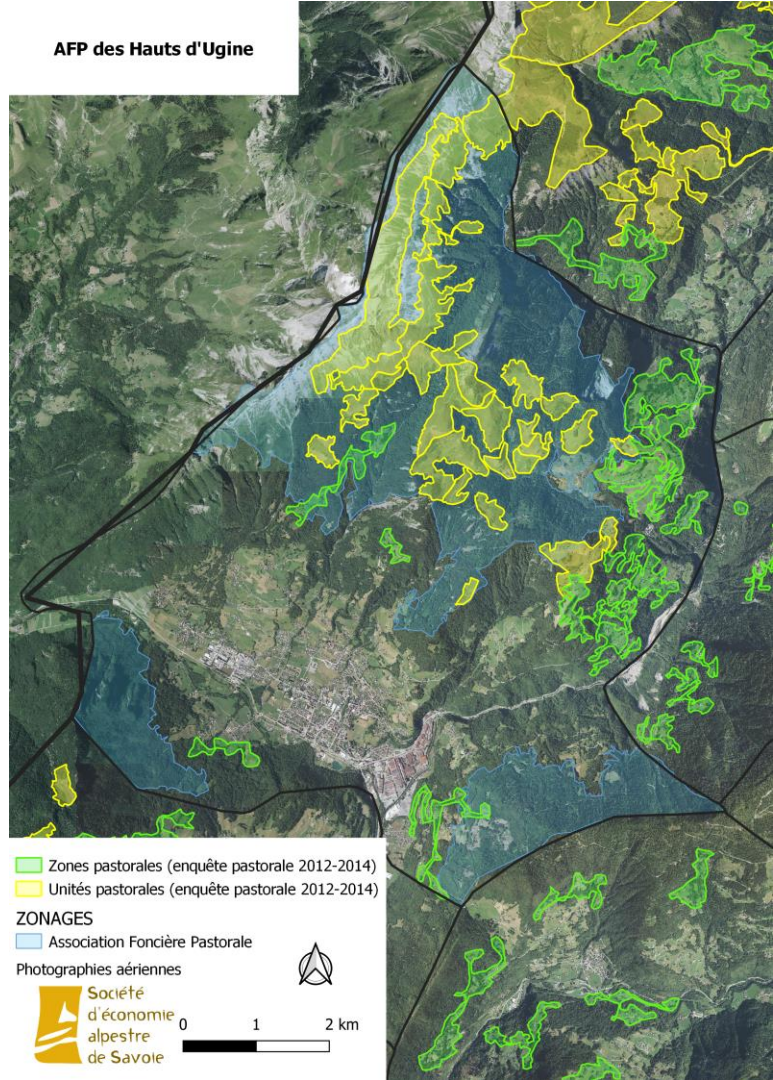 AFP des Hauts d'Ugine
Zones pastorales (enquête pastorale 2012-2014)
Unités pastorales (enquête pastorale 2012-2014)
ZONAGES
Association Foncière Pastorale
Photographies aériennes
Société
d'économie
alpestre
de Savoie
0 1 2 km